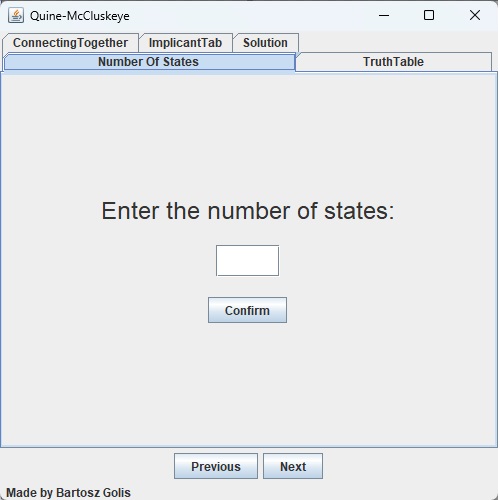 Quine-McCluskeye
ConnectingTogether ImplicantTab Solution
Number Of States TruthTable
Enter the number of states:
Confirm
Previous Next
Made by Bartosz Golis